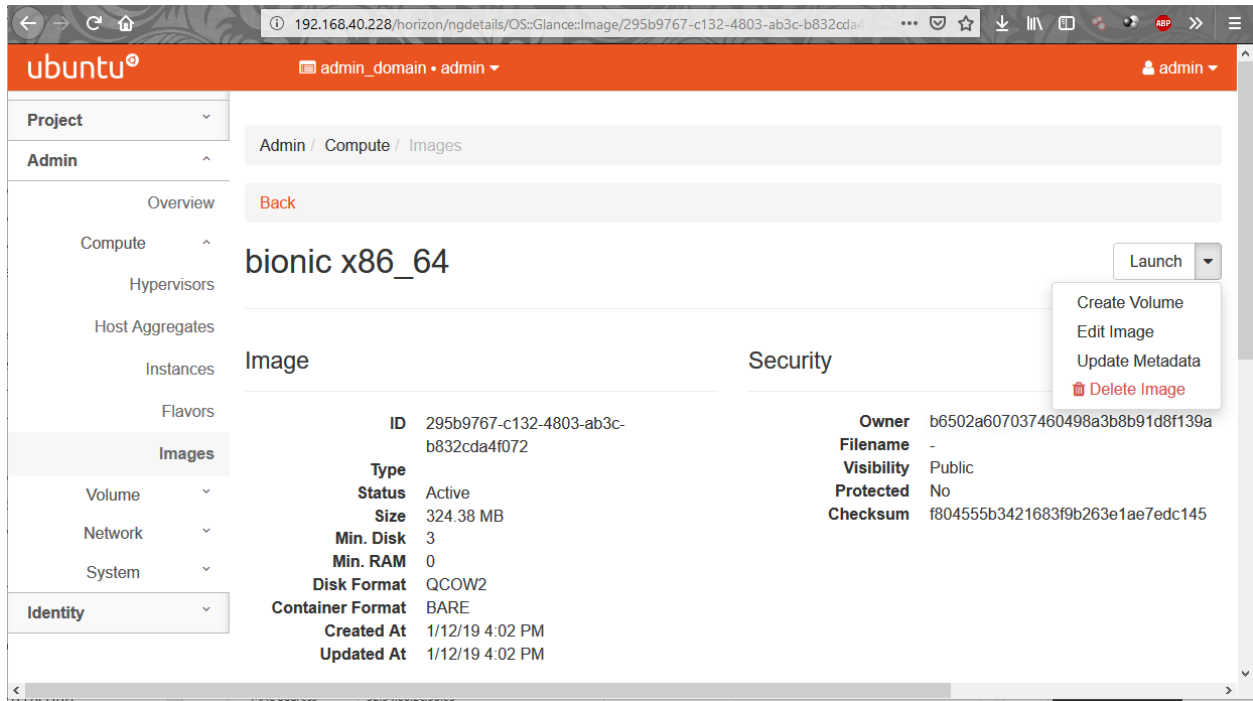 192.168.40.228/horizon/ngdetails/OS::Glance::Image/295b9767-c132-4803-ab3c-b832cda4
ABP
ubuntu
admin_domain • admin
admin
Project
Admin
Overview
Compute
Hypervisors
Host Aggregates
Instances
Flavors
Images
Volume
Network
System
Identity
Admin / Compute / Images
Back
bionic x86_64
Launch
Create Volume
Edit Image
Update Metadata
Delete Image
Image
ID 295b9767-c132-4803-ab3c-
b832cda4f072
Type
Status Active
Size 324.38 MB
Min. Disk 3
Min. RAM 0
Disk Format QCOW2
Container Format BARE
Created At 1/12/19 4:02 PM
Updated At 1/12/19 4:02 PM
Security
Owner b6502a607037460498a3b8b91d8f139a
Filename -
Visibility Public
Protected No
Checksum f804555b3421683f9b263e1ae7edc145